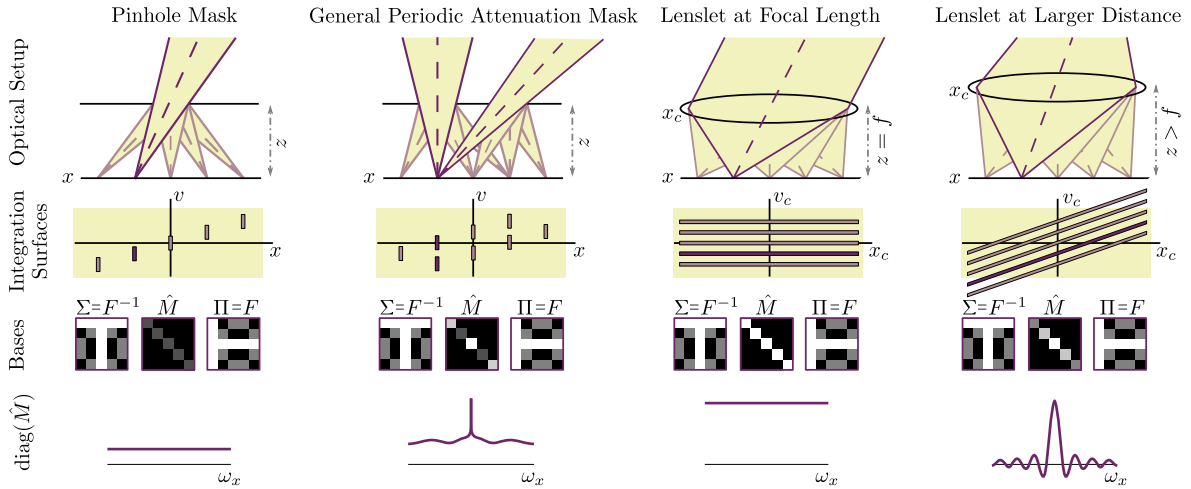 Pinhole Mask
General Periodic Attenuation Mask
Lenslet at Focal Length
Lenslet at Larger Distance
Optical Setup
x
z
x
z
x_c
x
z = f
x_c
x
z > f
Integration
Surfaces
v
x
v
x
v_c
x_c
v_c
x_c
Bases
Σ=F⁻¹ M̂ Π=F
Σ=F⁻¹ M̂ Π=F
Σ=F⁻¹ M̂ Π=F
Σ=F⁻¹ M̂ Π=F
diag(M̂)
ω_x
ω_x
ω_x
ω_x